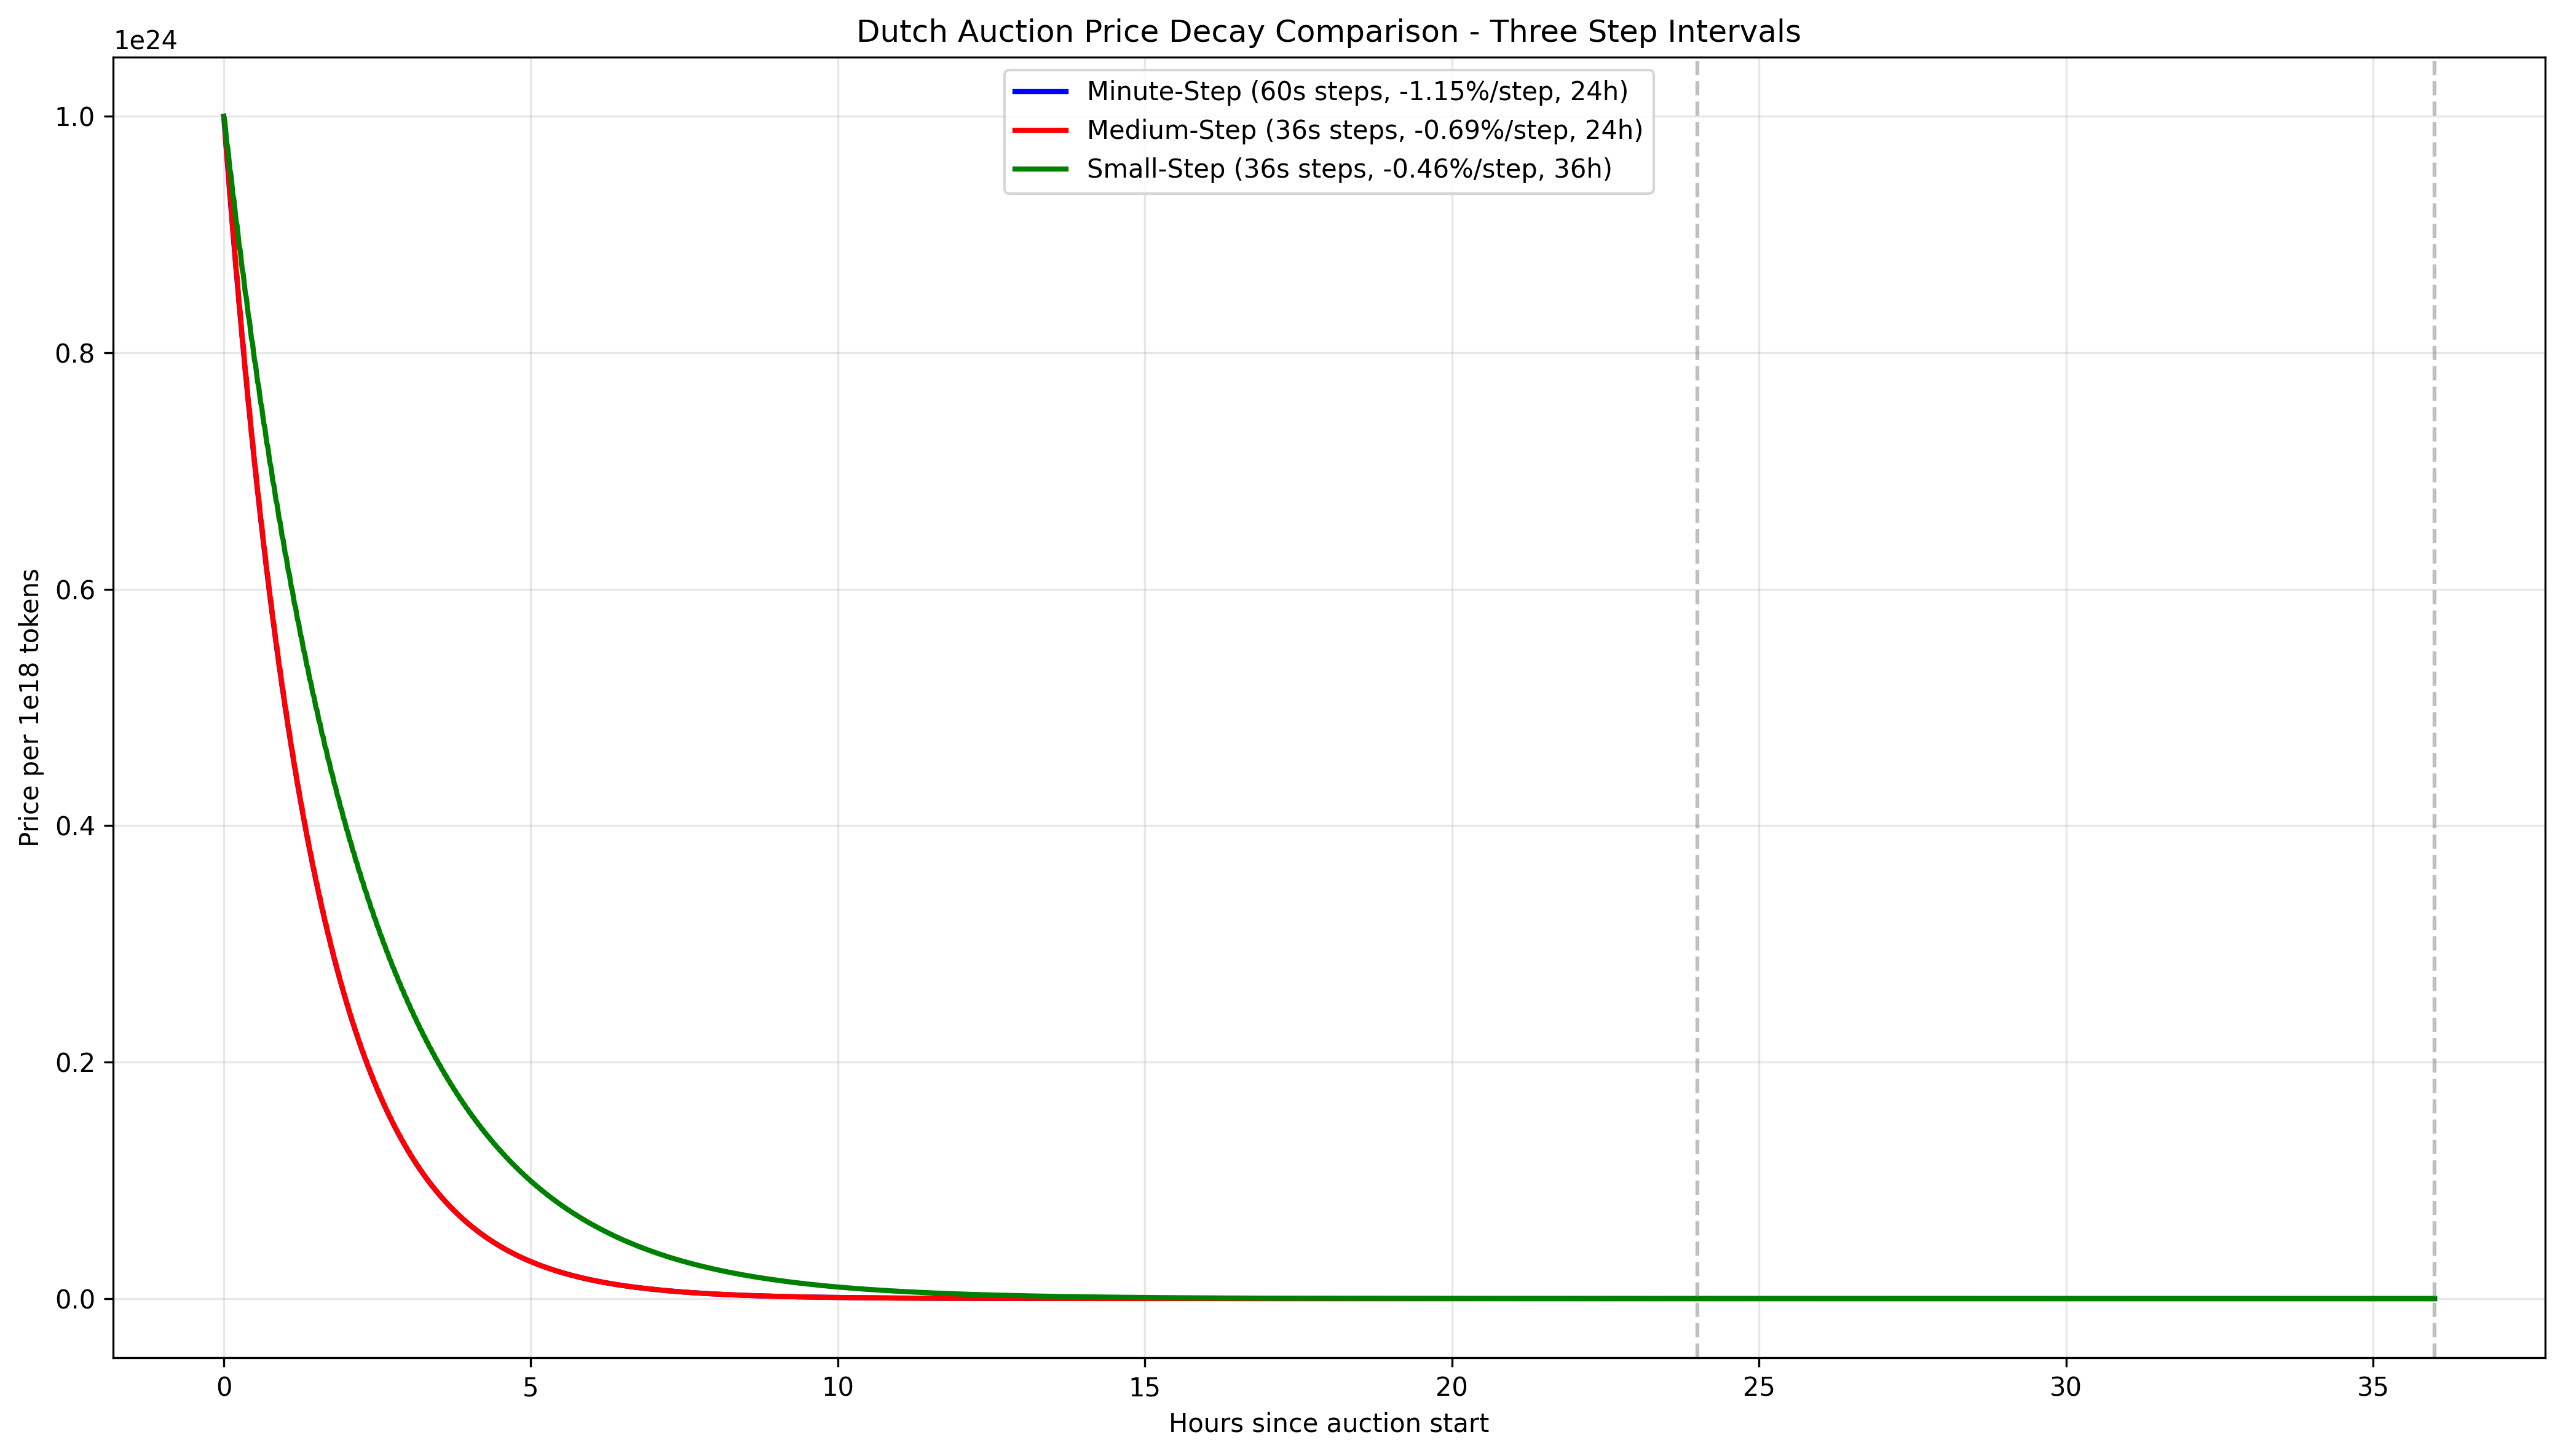 Dutch Auction Price Decay Comparison - Three Step Intervals
1e24
Minute-Step (60s steps, -1.15%/step, 24h)
Medium-Step (36s steps, -0.69%/step, 24h)
Small-Step (36s steps, -0.46%/step, 36h)
1.0
0.8
0.6
0.4
0.2
0.0
Price per 1e18 tokens
0 5 10 15 20 25 30 35
Hours since auction start